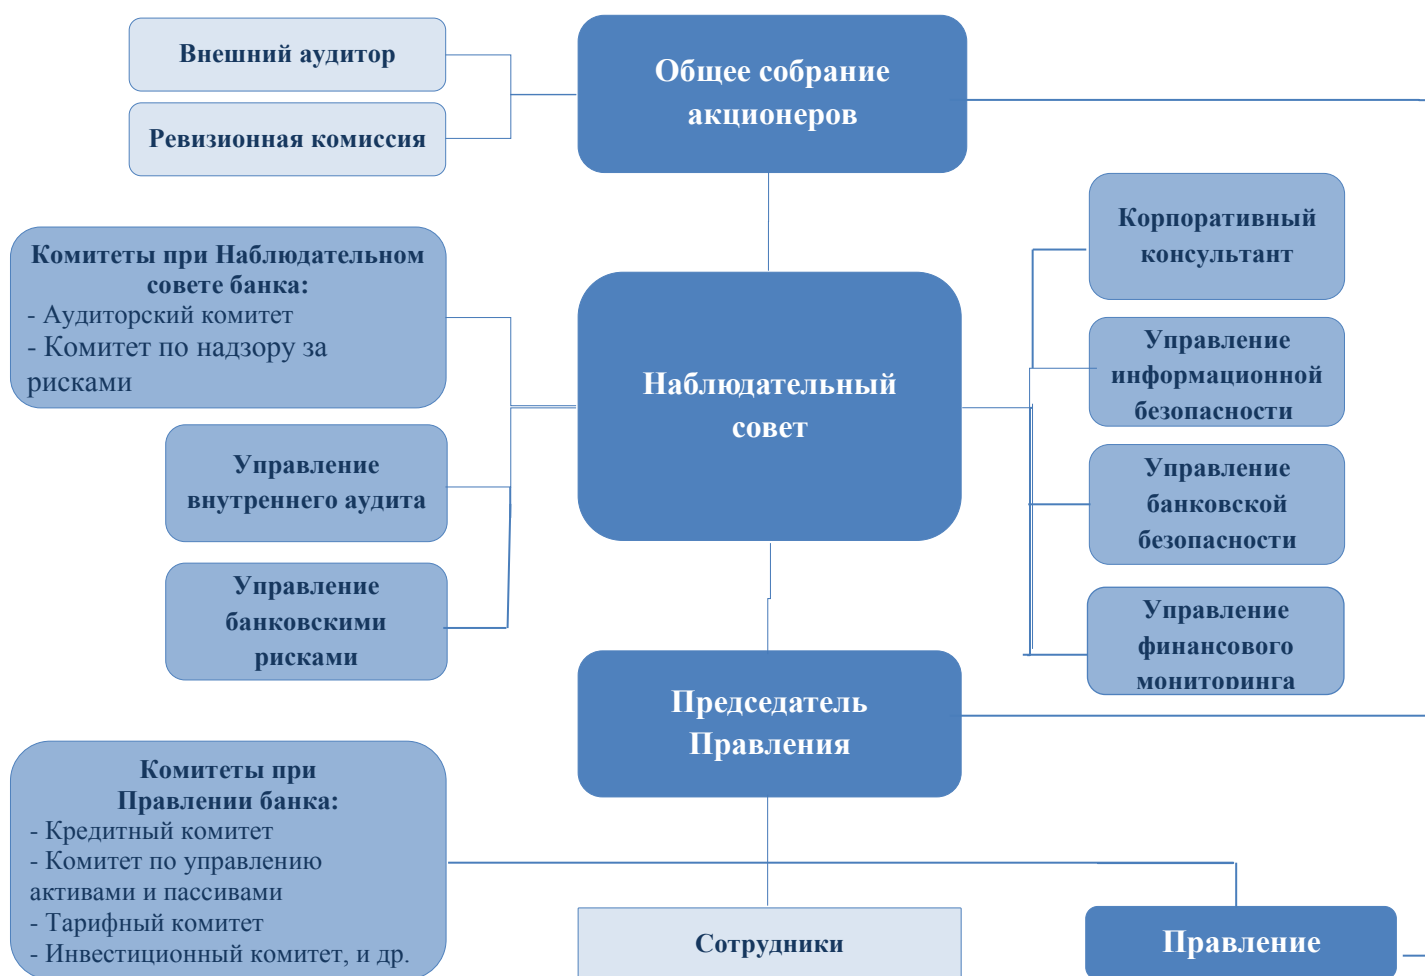 Внешний аудитор
Ревизионная комиссия
Общее собрание
акционеров
Комитеты при Наблюдательном
совете банка:
- Аудиторский комитет
- Комитет по надзору за
рисками
Управление
внутреннего аудита
Управление
банковскими
рисками
Наблюдательный
совет
Корпоративный
консультант
Управление
информационной
безопасности
Управление
банковской
безопасности
Управление
финансового
мониторинга
Председатель
Правления
Комитеты при
Правлении банка:
- Кредитный комитет
- Комитет по управлению
активами и пассивами
- Тарифный комитет
- Инвестиционный комитет, и др.
Сотрудники
Правление